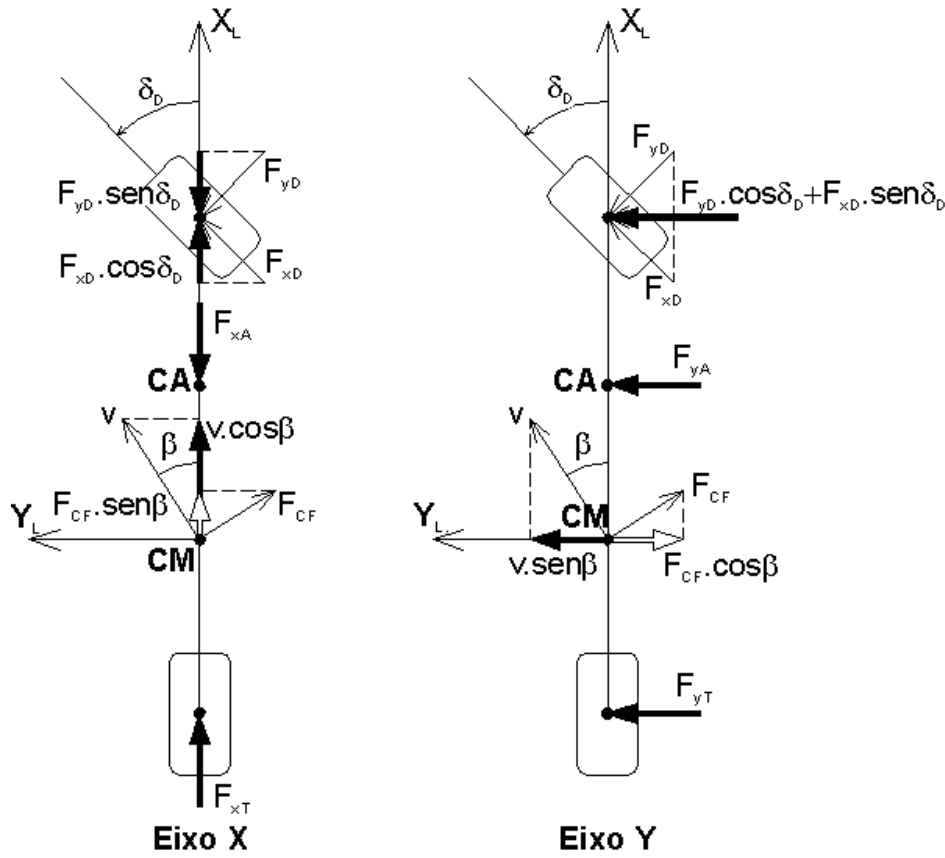 X_L
δ_D
F_yD
F_yD.senδ_D
F_xD.cosδ_D
F_xD
F_xA
CA
v
v.cosβ
β
F_CF.senβ
F_CF
Y_L
CM
F_xT
Eixo X
X_L
δ_D
F_yD
F_yD.cosδ_D+F_xD.senδ_D
F_xD
F_yA
CA
v
β
F_CF
CM
Y_L.
v.senβ
F_CF.cosβ
F_yT
Eixo Y